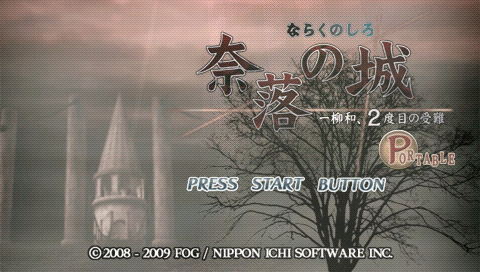 ならくのしろ
奈落の城
一柳和、2度目の受難
PORTABLE
PRESS START BUTTON
©2008 - 2009 FOG / NIPPON ICHI SOFTWARE INC.